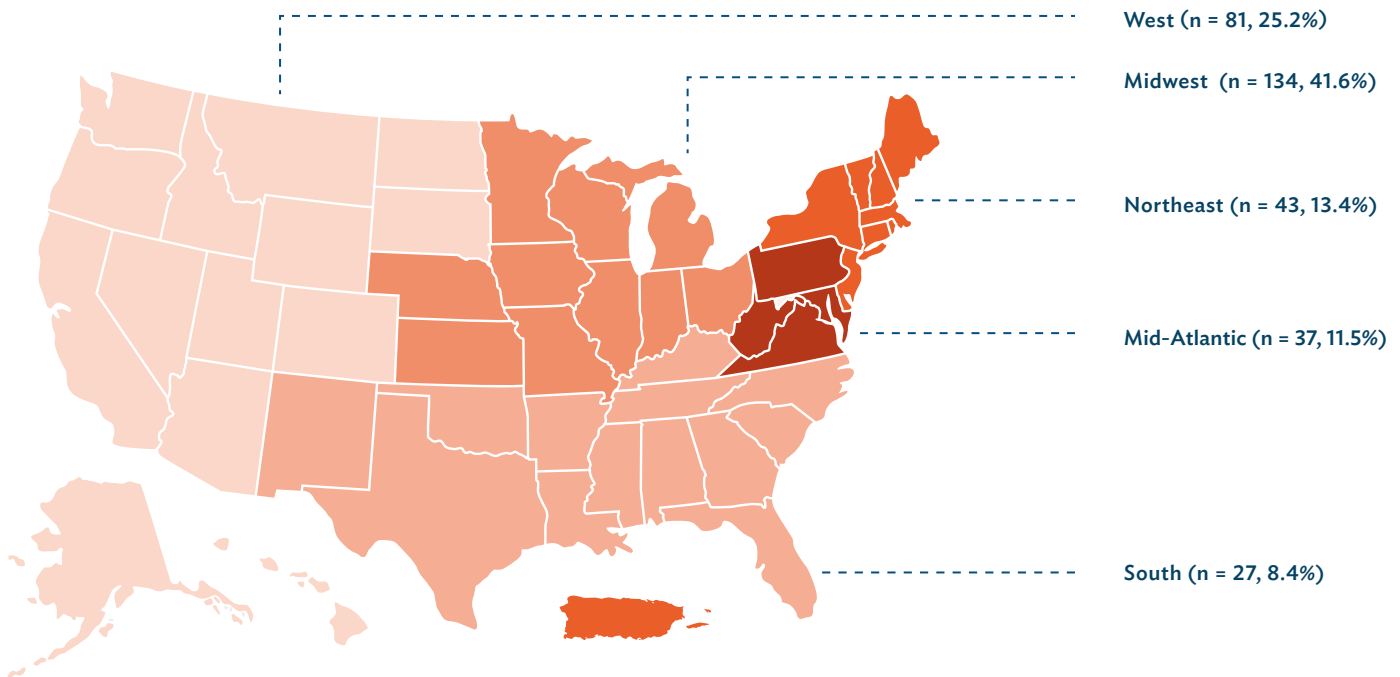 West (n = 81, 25.2%)
Midwest (n = 134, 41.6%)
Northeast (n = 43, 13.4%)
Mid-Atlantic (n = 37, 11.5%)
South (n = 27, 8.4%)